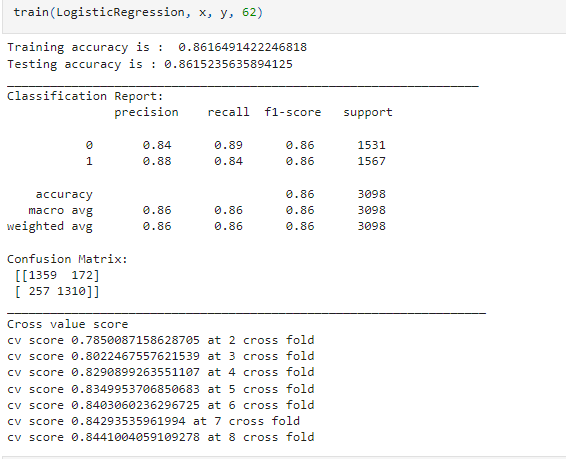 train(LogisticRegression, x, y, 62)
Training accuracy is :  0.8616491422246818
Testing accuracy is : 0.8615235635894125
Classification Report:
precision    recall  f1-score   support
0       0.84      0.89      0.86      1531
1       0.88      0.84      0.86      1567
accuracy                           0.86      3098
macro avg       0.86      0.86      0.86      3098
weighted avg       0.86      0.86      0.86      3098
Confusion Matrix:
[[1359  172]
[ 257 1310]]
Cross value score
cv score 0.7850087158628705 at 2 cross fold
cv score 0.8022467557621539 at 3 cross fold
cv score 0.8290899263551107 at 4 cross fold
cv score 0.8349953706850683 at 5 cross fold
cv score 0.8403060236296725 at 6 cross fold
cv score 0.84293535961994 at 7 cross fold
cv score 0.8441004059109278 at 8 cross fold